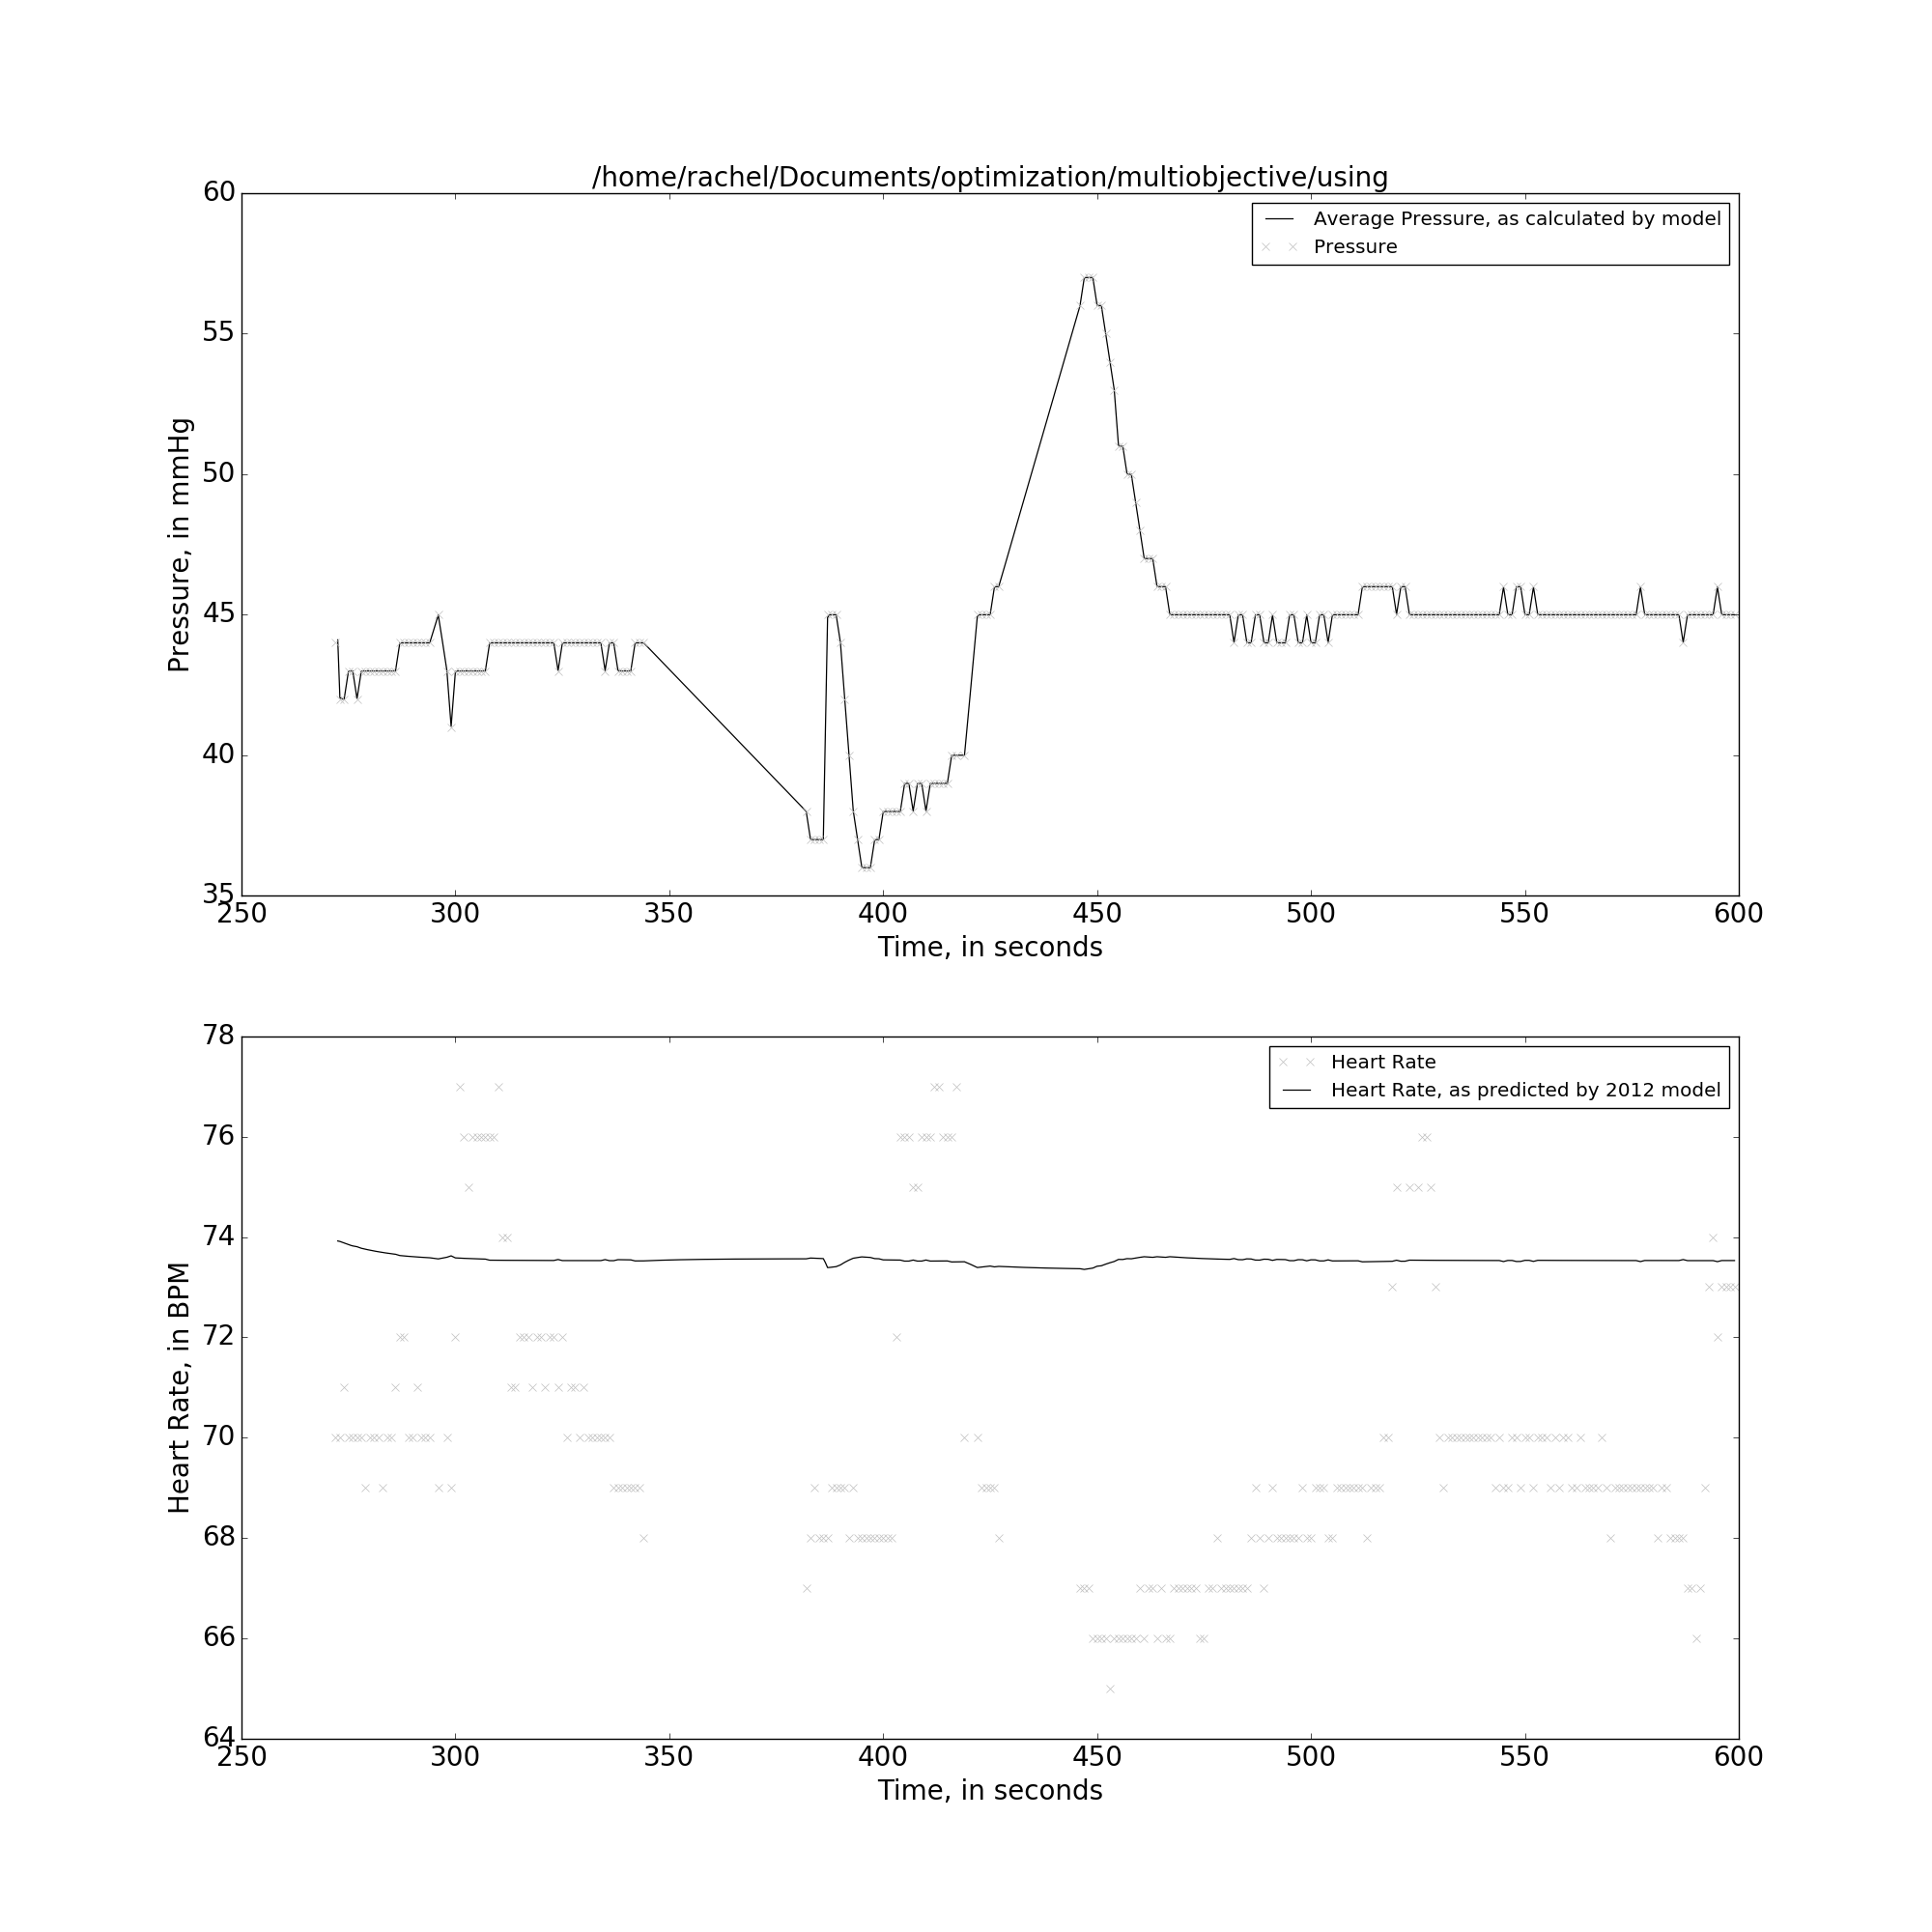 /home/rachel/Documents/optimization/multiobjective/using
60
55
50
45
40
35
Pressure, in mmHg
Average Pressure, as calculated by model
Pressure
250 300 350 400 450 500 550 600
Time, in seconds
78
76
74
72
70
68
66
64
Heart Rate, in BPM
Heart Rate
Heart Rate, as predicted by 2012 model
250 300 350 400 450 500 550 600
Time, in seconds